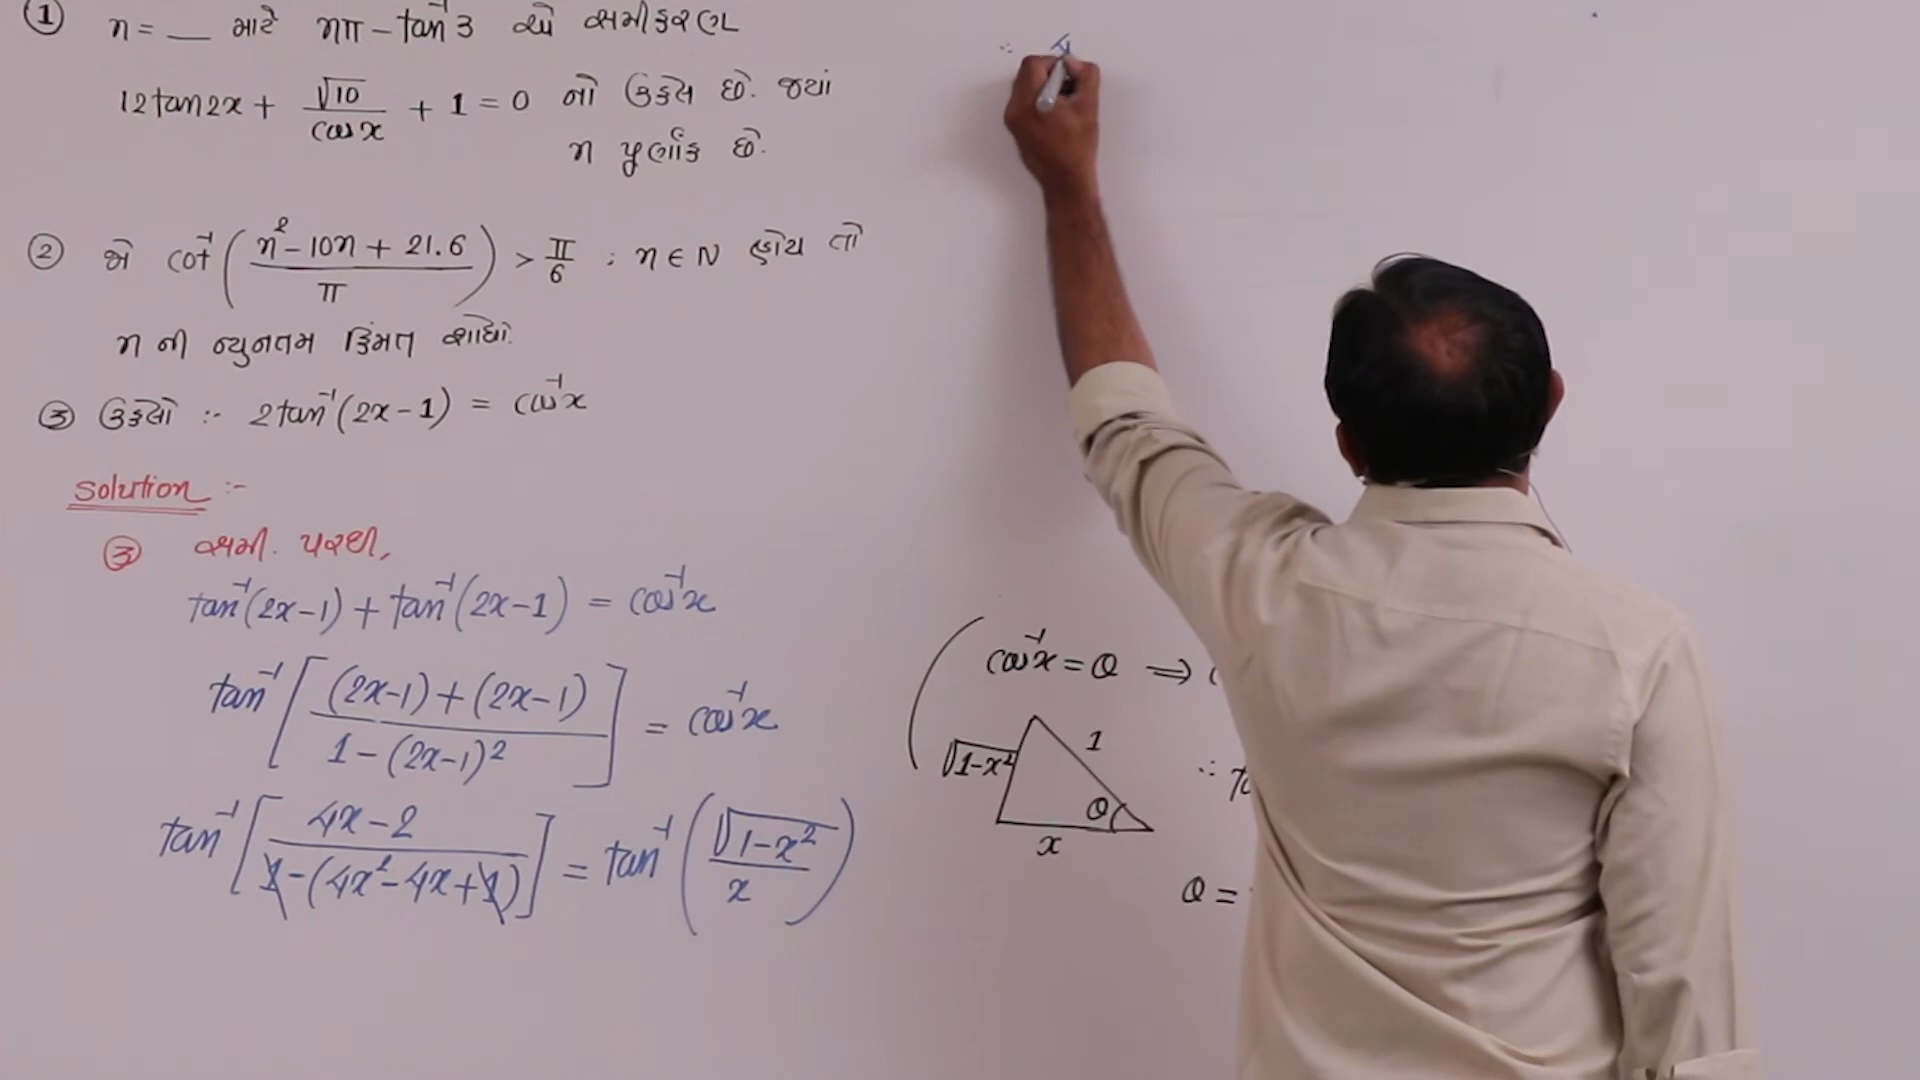 ① n = __ માટે nπ - tan⁻¹3 એ સમીકરણ
12tan2x + √10/cosx + 1 = 0 નો ઉકેલ છે. જ્યાં
n પુર્ણાંક છે.
② જો cot⁻¹((n² - 10n + 21.6)/π) > π/6 ; n ∈ N હોય તો
n ની ન્યુનતમ કિંમત શોધો.
③ ઉકેલો :- 2tan⁻¹(2x-1) = cos⁻¹x
Solution :-
③ સમી. પરથી,
tan⁻¹(2x-1) + tan⁻¹(2x-1) = cos⁻¹x
tan⁻¹[((2x-1)+(2x-1))/(1-(2x-1)²)] = cos⁻¹x
tan⁻¹[(4x-2)/(1-(4x²-4x+1))] = tan⁻¹(√(1-x²)/x)
∴
cos⁻¹x = θ ⇒
√(1-x²) 1
θ
x
∴
θ =